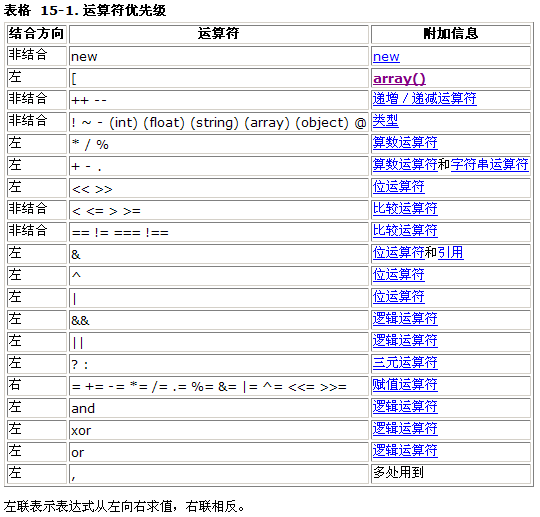 表格 15-1. 运算符优先级
结合方向 运算符 附加信息
非结合 new new
左 [ array()
非结合 ++ -- 递增／递减运算符
非结合 ! ~ - (int) (float) (string) (array) (object) @ 类型
左 * / % 算数运算符
左 + - . 算数运算符和字符串运算符
左 << >> 位运算符
非结合 < <= > >= 比较运算符
非结合 == != === !== 比较运算符
左 & 位运算符和引用
左 ^ 位运算符
左 | 位运算符
左 && 逻辑运算符
左 || 逻辑运算符
左 ? : 三元运算符
右 = += -= *= /= .= %= &= |= ^= <<= >>= 赋值运算符
左 and 逻辑运算符
左 xor 逻辑运算符
左 or 逻辑运算符
左 , 多处用到
左联表示表达式从左向右求值，右联相反。